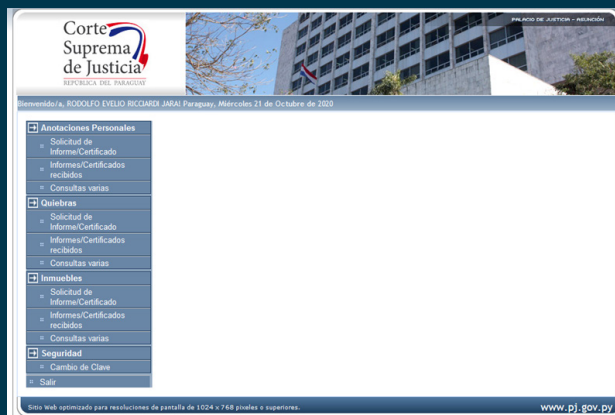 Corte
Suprema
de Justicia
REPÚBLICA DEL PARAGUAY
PALACIO DE JUSTICIA - ASUNCIÓN
Bienvenido/a, RODOLFO EVELIO RICCIARDI JARA! Paraguay, Miércoles 21 de Octubre de 2020
Anotaciones Personales
Solicitud de
Informe/Certificado
Informes/Certificados
recibidos
Consultas varias
Quiebras
Solicitud de
Informe/Certificado
Informes/Certificados
recibidos
Consultas varias
Inmuebles
Solicitud de
Informe/Certificado
Informes/Certificados
recibidos
Consultas varias
Seguridad
Cambio de Clave
Salir
Sitio Web optimizado para resoluciones de pantalla de 1024 x 768 pixeles o superiores.
www.pj.gov.py